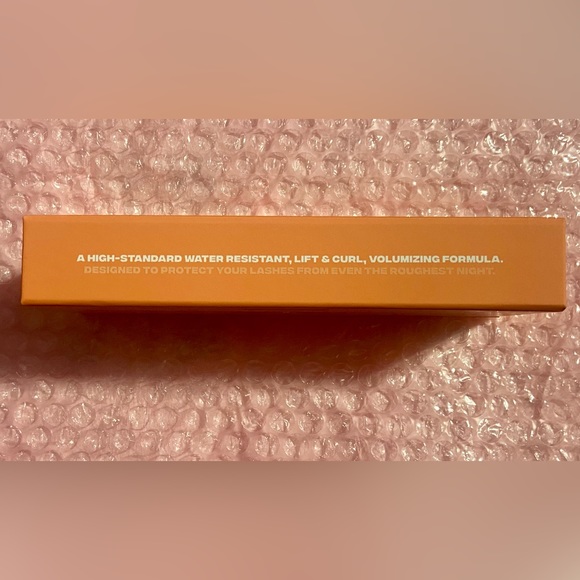 A HIGH-STANDARD WATER RESISTANT, LIFT & CURL, VOLUMIZING FORMULA.
DESIGNED TO PROTECT YOUR LASHES FROM EVEN THE ROUGHEST NIGHT.